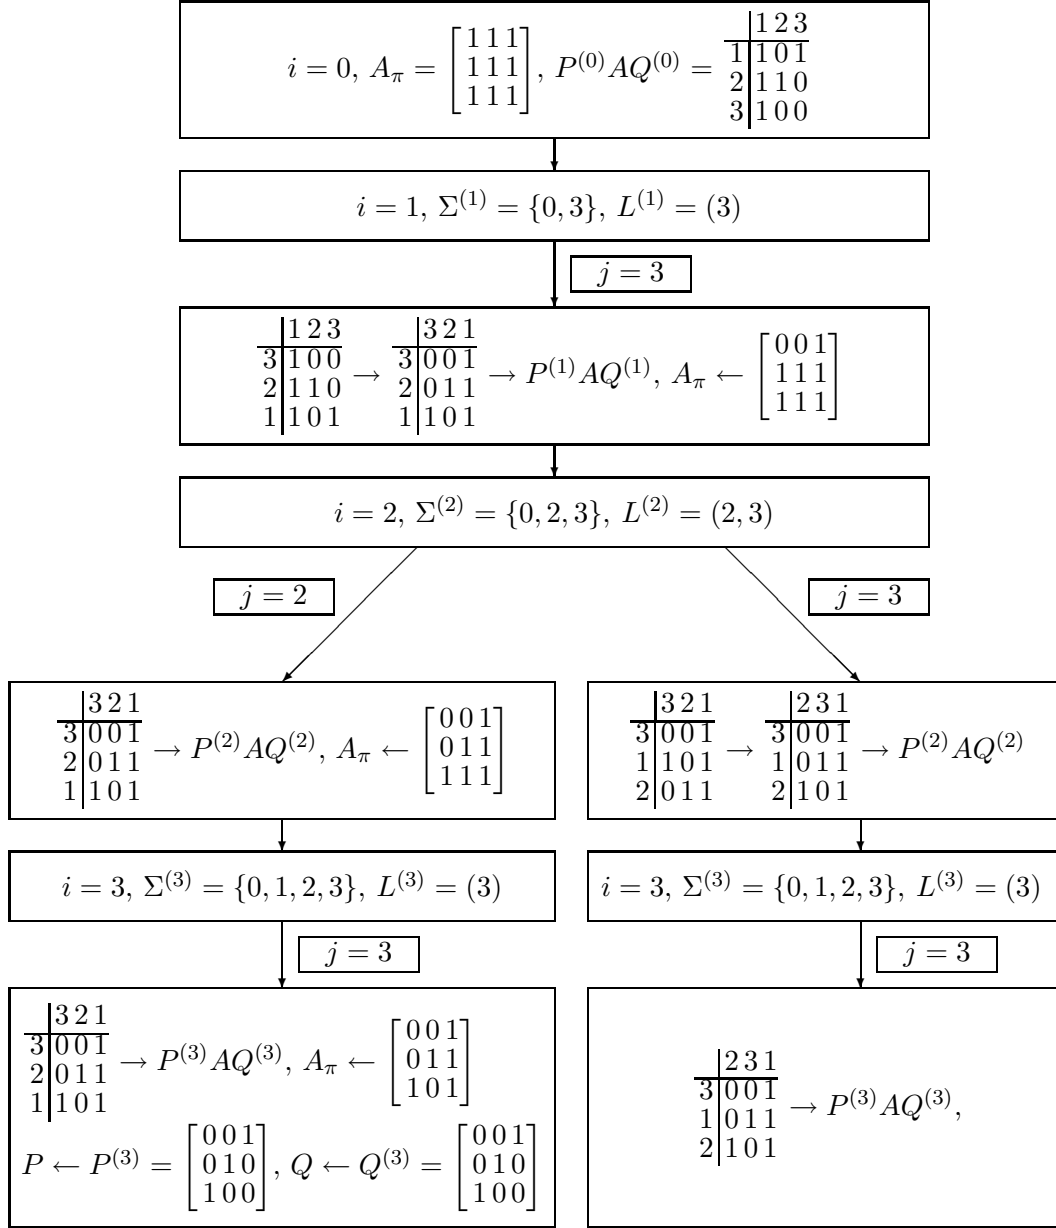 i = 0, A_π = [1 1 1; 1 1 1; 1 1 1], P^(0)AQ^(0) =
| 1 2 3
1 | 1 0 1
2 | 1 1 0
3 | 1 0 0
i = 1, Σ^(1) = {0, 3}, L^(1) = (3)
j = 3
| 1 2 3
3 | 1 0 0
2 | 1 1 0
1 | 1 0 1
→
| 3 2 1
3 | 0 0 1
2 | 0 1 1
1 | 1 0 1
→ P^(1)AQ^(1), A_π ← [0 0 1; 1 1 1; 1 1 1]
i = 2, Σ^(2) = {0, 2, 3}, L^(2) = (2, 3)
j = 2
j = 3
| 3 2 1
3 | 0 0 1
2 | 0 1 1
1 | 1 0 1
→ P^(2)AQ^(2), A_π ← [0 0 1; 0 1 1; 1 1 1]
| 3 2 1
3 | 0 0 1
1 | 1 0 1
2 | 0 1 1
→
| 2 3 1
3 | 0 0 1
1 | 0 1 1
2 | 1 0 1
→ P^(2)AQ^(2)
i = 3, Σ^(3) = {0, 1, 2, 3}, L^(3) = (3)
i = 3, Σ^(3) = {0, 1, 2, 3}, L^(3) = (3)
j = 3
j = 3
| 3 2 1
3 | 0 0 1
2 | 0 1 1
1 | 1 0 1
→ P^(3)AQ^(3), A_π ← [0 0 1; 0 1 1; 1 0 1]
P ← P^(3) = [0 0 1; 0 1 0; 1 0 0], Q ← Q^(3) = [0 0 1; 0 1 0; 1 0 0]
| 2 3 1
3 | 0 0 1
1 | 0 1 1
2 | 1 0 1
→ P^(3)AQ^(3),